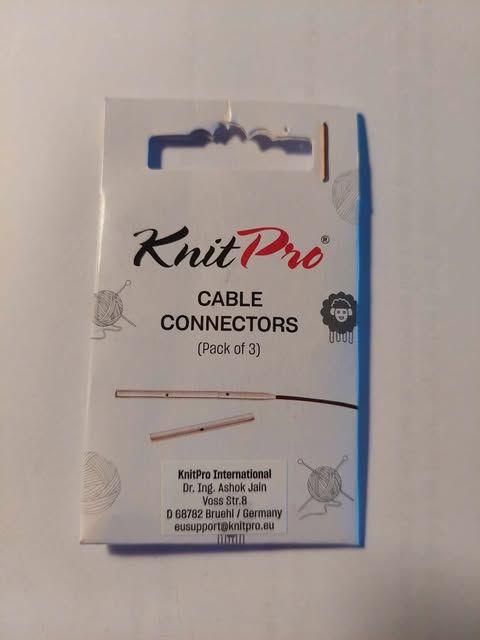 KnitPro®
CABLE
CONNECTORS
(Pack of 3)
KnitPro International
Dr. Ing. Ashok Jain
Voss Str.8
D 68782 Bruehl / Germany
eusupport@knitpro.eu